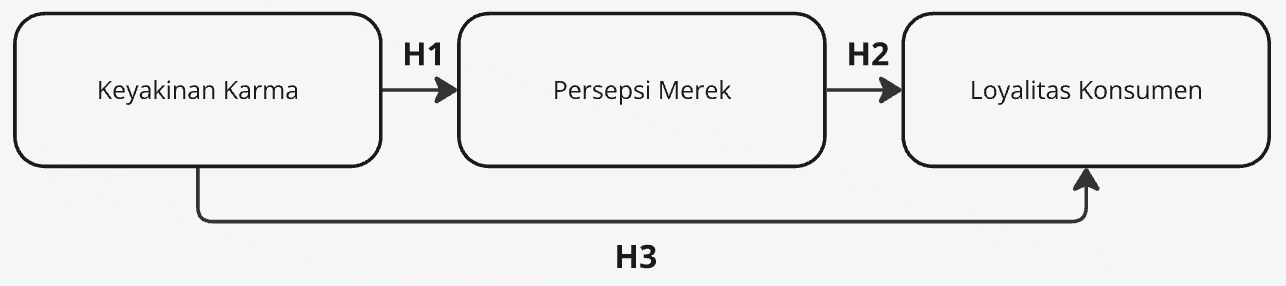 Keyakinan Karma
H1
Persepsi Merek
H2
Loyalitas Konsumen
H3